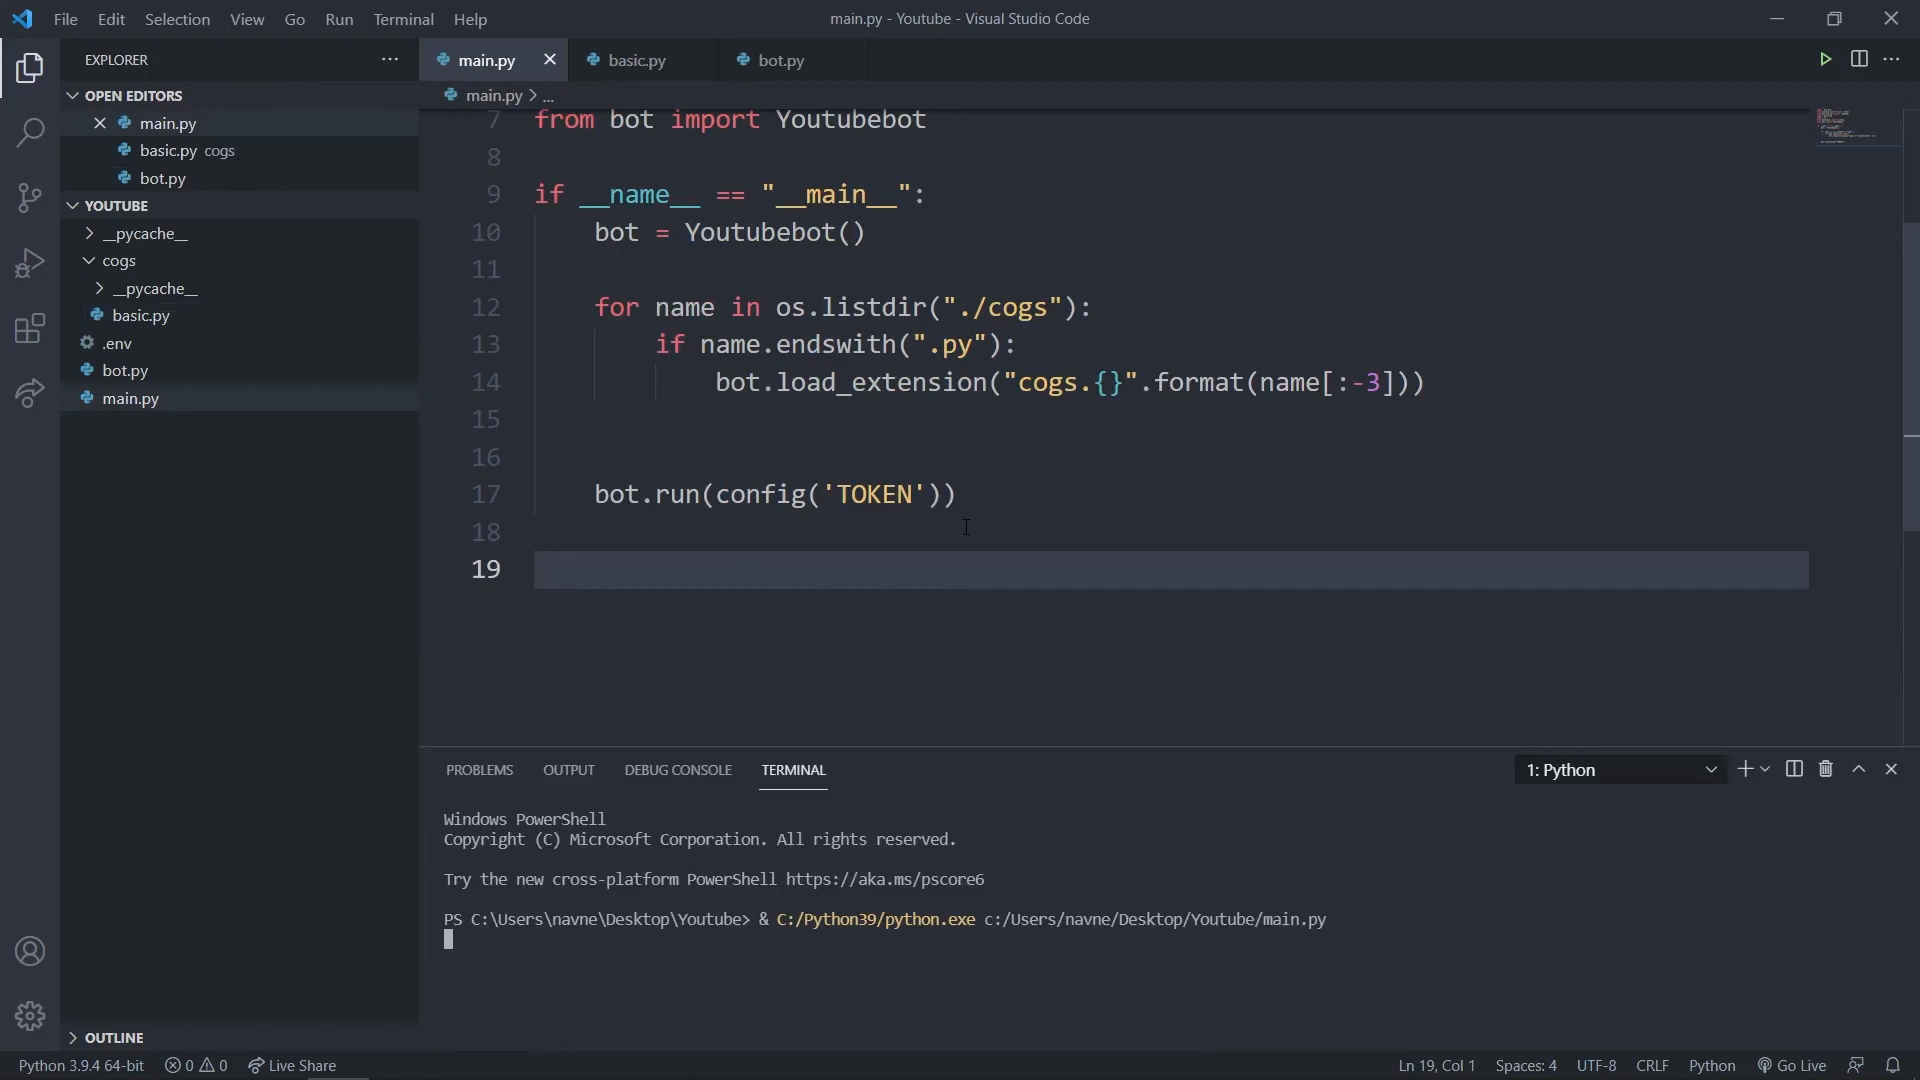 File Edit Selection View Go Run Terminal Help
main.py - Youtube - Visual Studio Code
EXPLORER
OPEN EDITORS
main.py
basic.py cogs
bot.py
YOUTUBE
__pycache__
cogs
__pycache__
basic.py
.env
bot.py
main.py
OUTLINE
main.py basic.py bot.py
main.py > ...
7 from bot import Youtubebot
8
9 if __name__ == "__main__":
10 bot = Youtubebot()
11
12 for name in os.listdir("./cogs"):
13 if name.endswith(".py"):
14 bot.load_extension("cogs.{}".format(name[:-3]))
15
16
17 bot.run(config('TOKEN'))
18
19
PROBLEMS OUTPUT DEBUG CONSOLE TERMINAL
1: Python
Windows PowerShell
Copyright (C) Microsoft Corporation. All rights reserved.
Try the new cross-platform PowerShell https://aka.ms/pscore6
PS C:\Users\navne\Desktop\Youtube> & C:/Python39/python.exe c:/Users/navne/Desktop/Youtube/main.py
Python 3.9.4 64-bit 0 0 Live Share
Ln 19, Col 1 Spaces: 4 UTF-8 CRLF Python Go Live